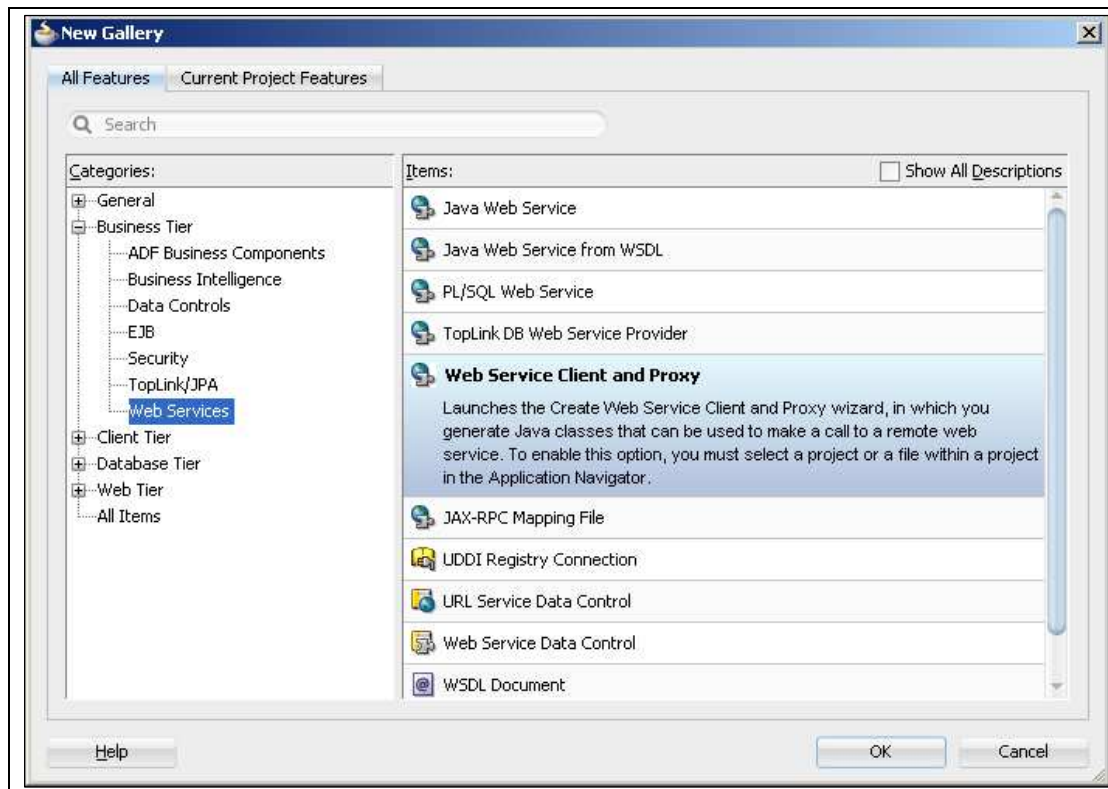 New Gallery
All Features
Current Project Features
Search
Categories:
General
Business Tier
ADF Business Components
Business Intelligence
Data Controls
EJB
Security
TopLink/JPA
Web Services
Client Tier
Database Tier
Web Tier
All Items
Items:
Show All Descriptions
Java Web Service
Java Web Service from WSDL
PL/SQL Web Service
TopLink DB Web Service Provider
Web Service Client and Proxy
Launches the Create Web Service Client and Proxy wizard, in which you
generate Java classes that can be used to make a call to a remote web
service. To enable this option, you must select a project or a file within a project
in the Application Navigator.
JAX-RPC Mapping File
UDDI Registry Connection
URL Service Data Control
Web Service Data Control
WSDL Document
Help
OK
Cancel